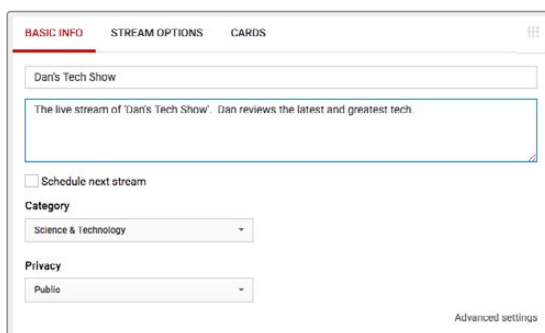 BASIC INFO STREAM OPTIONS CARDS
Dan's Tech Show
The live stream of 'Dan's Tech Show'. Dan reviews the latest and greatest tech.
Schedule next stream
Category
Science & Technology
Privacy
Public
Advanced settings